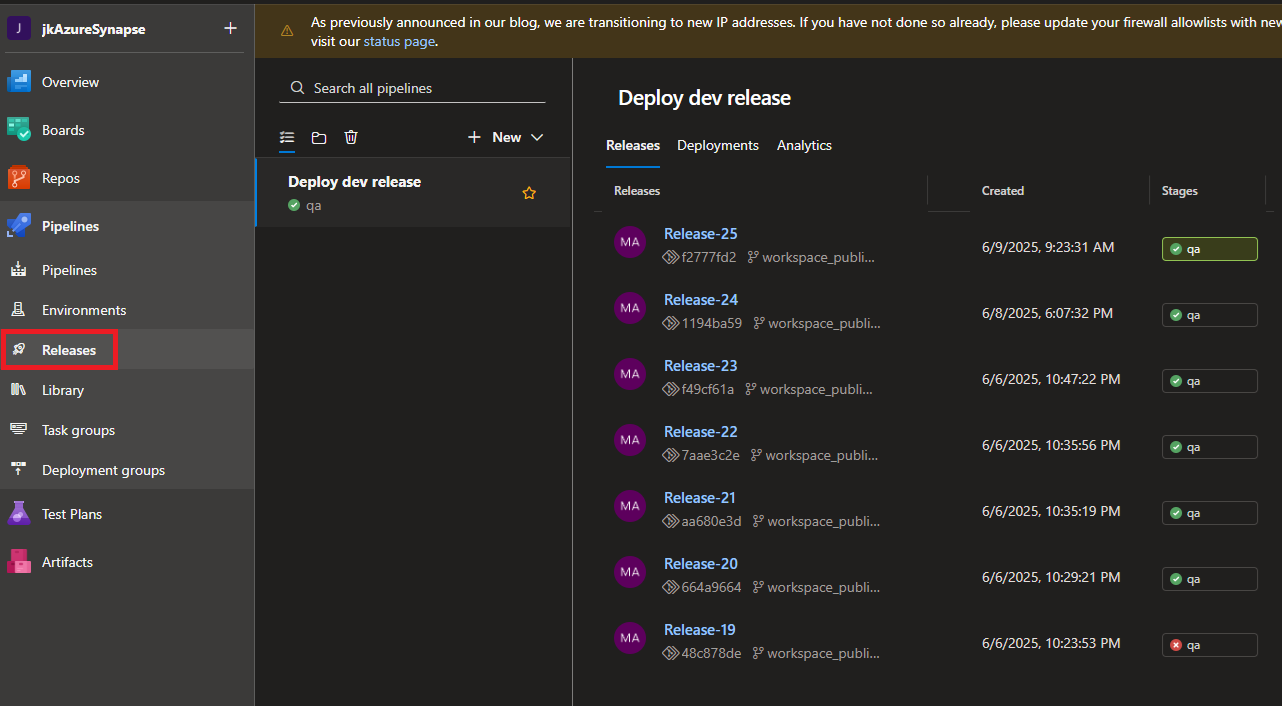 J jkAzureSynapse +
Overview
Boards
Repos
Pipelines
Pipelines
Environments
Releases
Library
Task groups
Deployment groups
Test Plans
Artifacts
As previously announced in our blog, we are transitioning to new IP addresses. If you have not done so already, please update your firewall allowlists with new
visit our status page.
Search all pipelines
New
Deploy dev release
qa
Deploy dev release
Releases Deployments Analytics
Releases Created Stages
MA Release-25 6/9/2025, 9:23:31 AM qa
f2777fd2 workspace_publi...
MA Release-24 6/8/2025, 6:07:32 PM qa
1194ba59 workspace_publi...
MA Release-23 6/6/2025, 10:47:22 PM qa
f49cf61a workspace_publi...
MA Release-22 6/6/2025, 10:35:56 PM qa
7aae3c2e workspace_publi...
MA Release-21 6/6/2025, 10:35:19 PM qa
aa680e3d workspace_publi...
MA Release-20 6/6/2025, 10:29:21 PM qa
664a9664 workspace_publi...
MA Release-19 6/6/2025, 10:23:53 PM qa
48c878de workspace_publi...